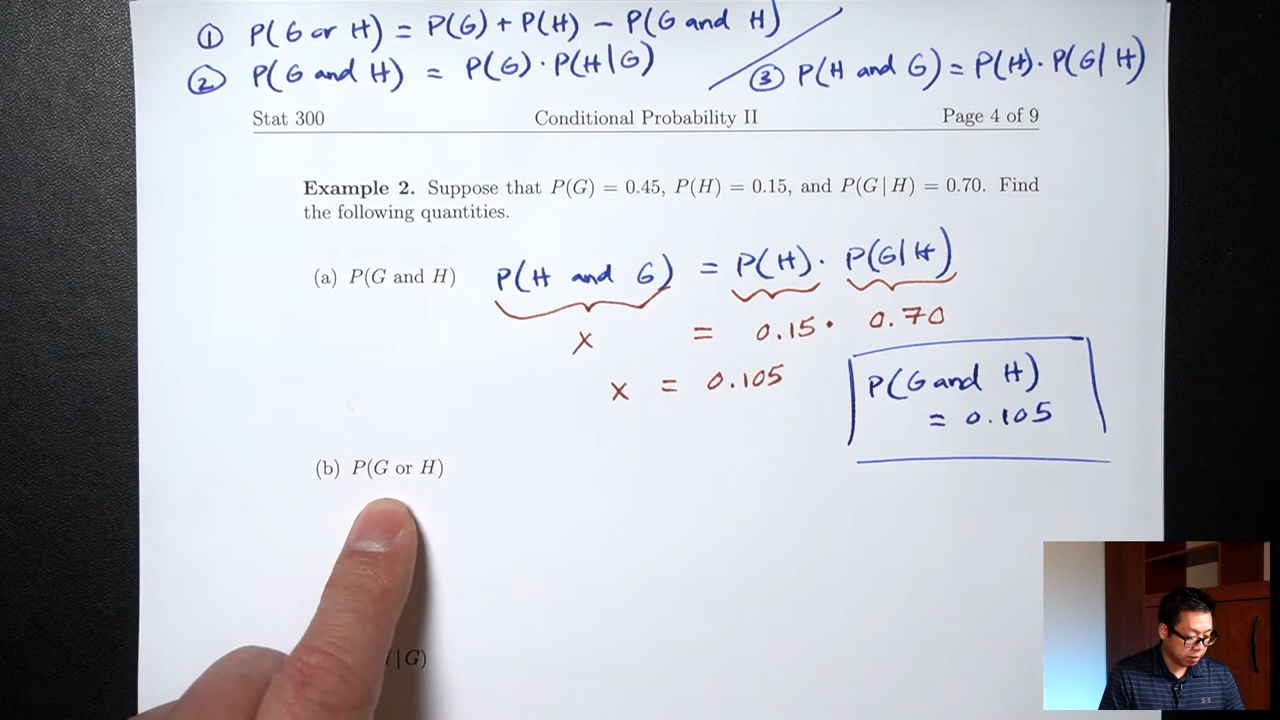 ① P(G or H) = P(G) + P(H) − P(G and H)
② P(G and H) = P(G) · P(H|G)
③ P(H and G) = P(H) · P(G|H)
Stat 300 Conditional Probability II Page 4 of 9
Example 2. Suppose that P(G) = 0.45, P(H) = 0.15, and P(G | H) = 0.70. Find
the following quantities.
(a) P(G and H) P(H and G) = P(H) · P(G|H)
x = 0.15 · 0.70
x = 0.105
P(G and H)
= 0.105
(b) P(G or H)
| G)